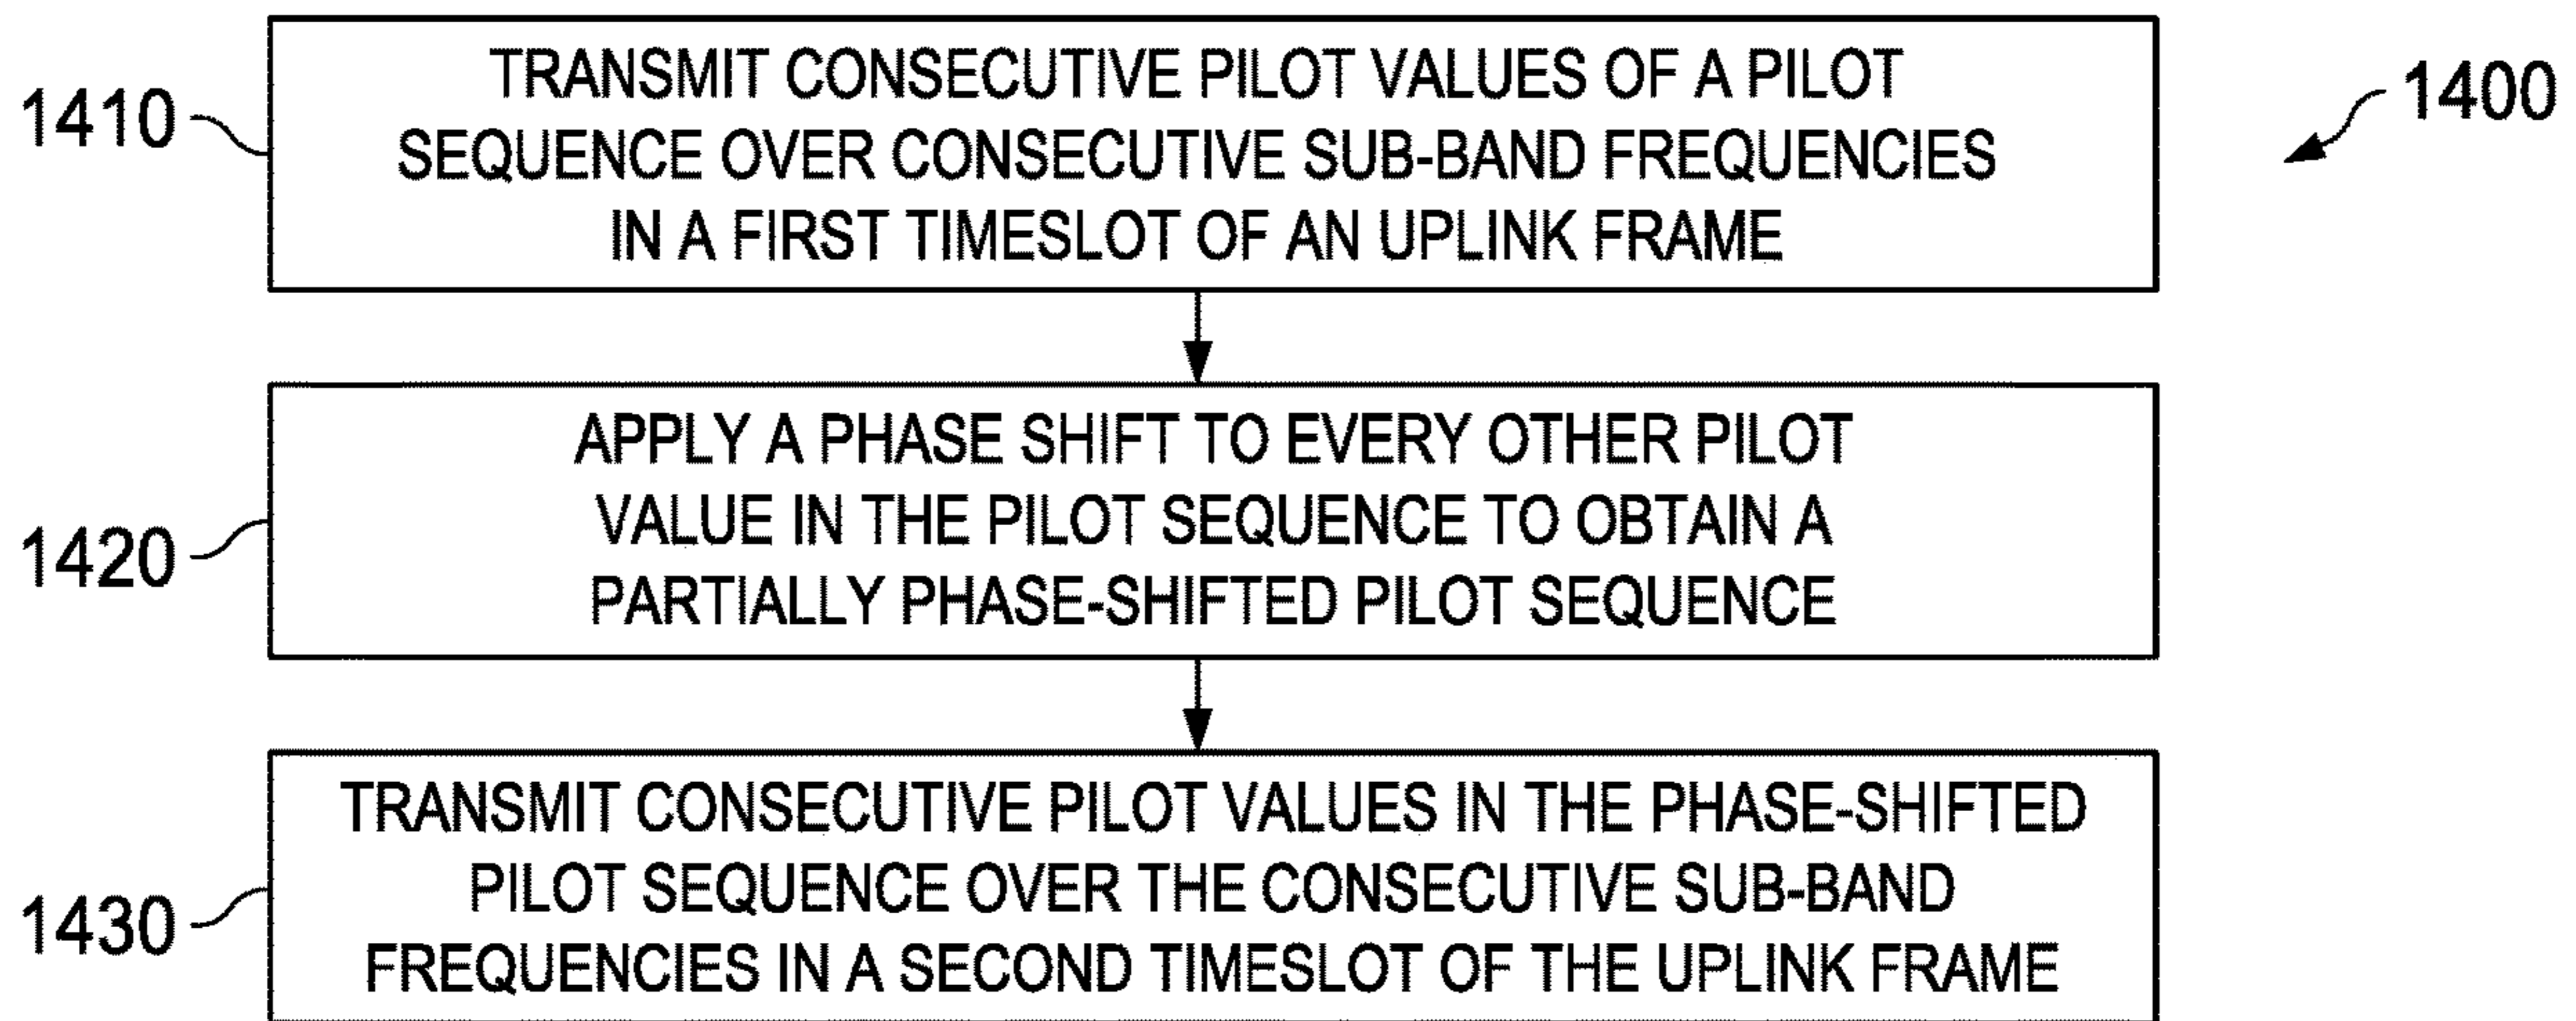 1400
1410
TRANSMIT CONSECUTIVE PILOT VALUES OF A PILOT
SEQUENCE OVER CONSECUTIVE SUB-BAND FREQUENCIES
IN A FIRST TIMESLOT OF AN UPLINK FRAME
1420
APPLY A PHASE SHIFT TO EVERY OTHER PILOT
VALUE IN THE PILOT SEQUENCE TO OBTAIN A
PARTIALLY PHASE-SHIFTED PILOT SEQUENCE
1430
TRANSMIT CONSECUTIVE PILOT VALUES IN THE PHASE-SHIFTED
PILOT SEQUENCE OVER THE CONSECUTIVE SUB-BAND
FREQUENCIES IN A SECOND TIMESLOT OF THE UPLINK FRAME